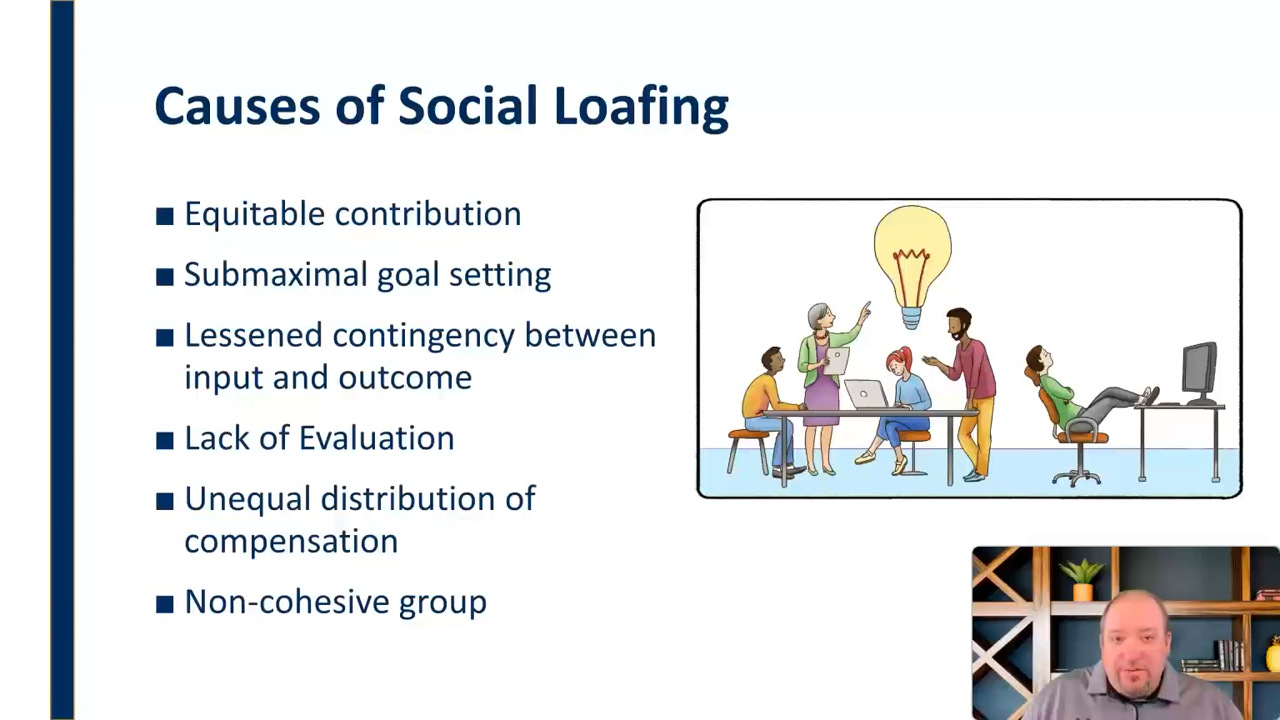 Causes of Social Loafing
■ Equitable contribution
■ Submaximal goal setting
■ Lessened contingency between
input and outcome
■ Lack of Evaluation
■ Unequal distribution of
compensation
■ Non-cohesive group